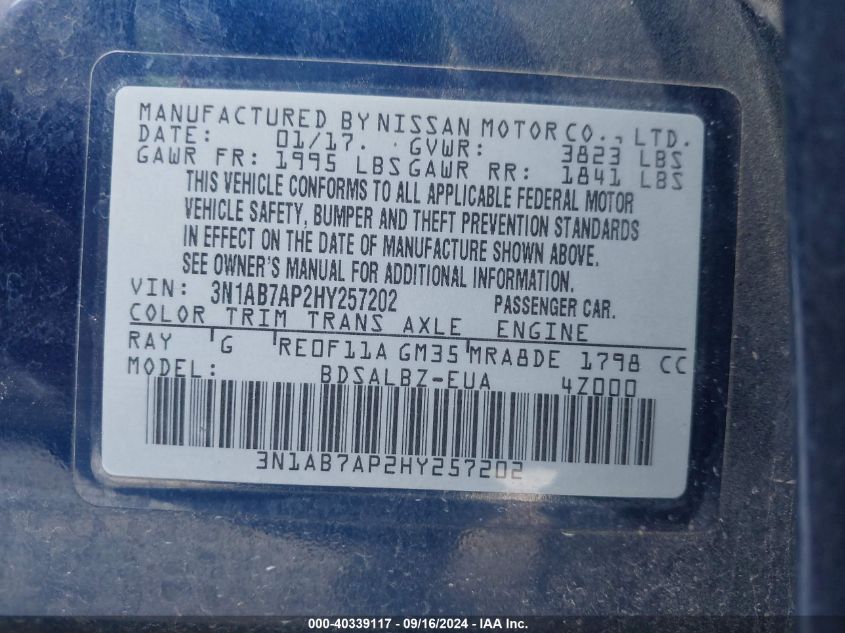 MANUFACTURED BY NISSAN MOTOR CO., LTD.
DATE: 01/17. GVWR: 3823 LBS
GAWR FR: 1995 LBS GAWR RR: 1841 LBS
THIS VEHICLE CONFORMS TO ALL APPLICABLE FEDERAL MOTOR
VEHICLE SAFETY, BUMPER AND THEFT PREVENTION STANDARDS
IN EFFECT ON THE DATE OF MANUFACTURE SHOWN ABOVE.
SEE OWNER'S MANUAL FOR ADDITIONAL INFORMATION.
VIN: 3N1AB7AP2HY257202 PASSENGER CAR.
COLOR TRIM TRANS AXLE ENGINE
RAY G RE0F11A GM35 MRA8DE 1798 CC
MODEL: BDSALBZ-EUA 4Z000
3N1AB7AP2HY257202
000-40339117 - 09/16/2024 - IAA Inc.